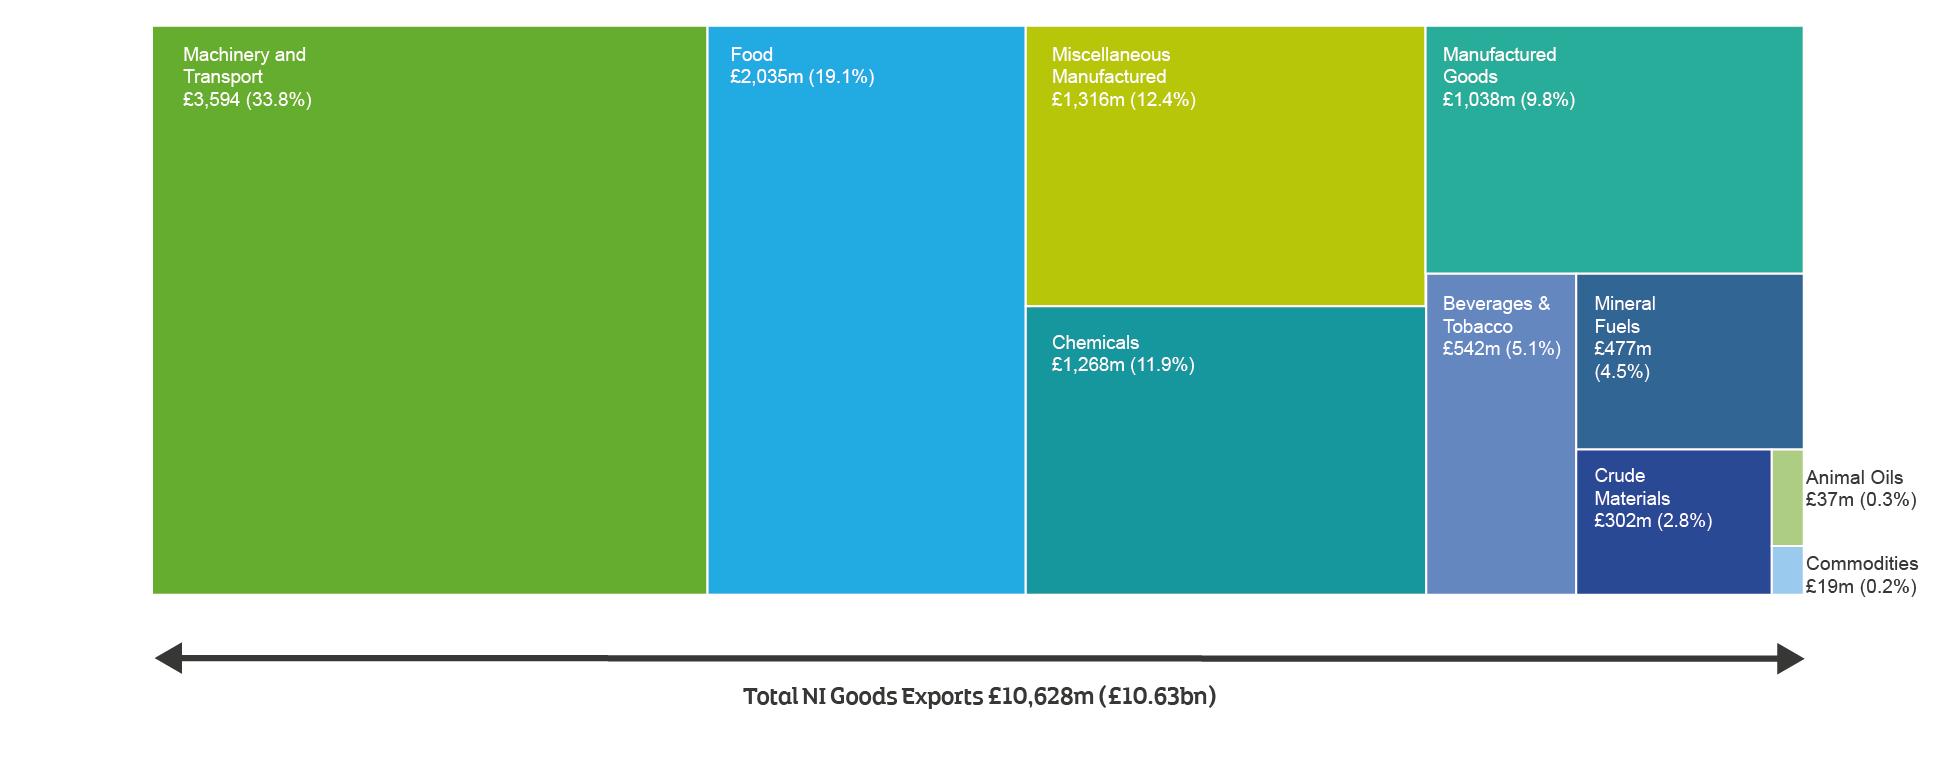 Machinery and
Transport
£3,594 (33.8%)
Food
£2,035m (19.1%)
Miscellaneous
Manufactured
£1,316m (12.4%)
Manufactured
Goods
£1,038m (9.8%)
Chemicals
£1,268m (11.9%)
Beverages &
Tobacco
£542m (5.1%)
Mineral
Fuels
£477m
(4.5%)
Crude
Materials
£302m (2.8%)
Animal Oils
£37m (0.3%)
Commodities
£19m (0.2%)
Total NI Goods Exports £10,628m (£10.63bn)